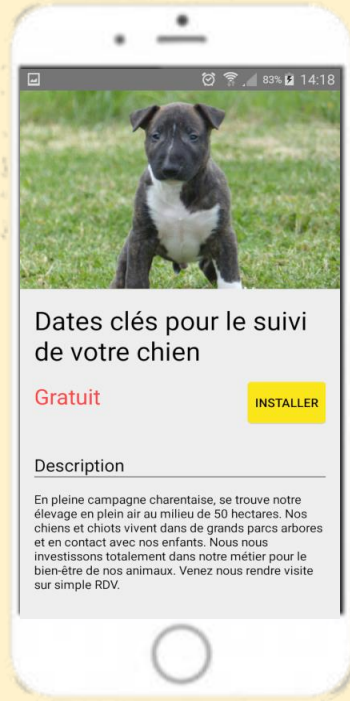 83% 14:18
Dates clés pour le suivi
de votre chien
Gratuit
INSTALLER
Description
En pleine campagne charentaise, se trouve notre
élevage en plein air au milieu de 50 hectares. Nos
chiens et chiots vivent dans de grands parcs arbores
et en contact avec nos enfants. Nous nous
investissons totalement dans notre métier pour le
bien-être de nos animaux. Venez nous rendre visite
sur simple RDV.